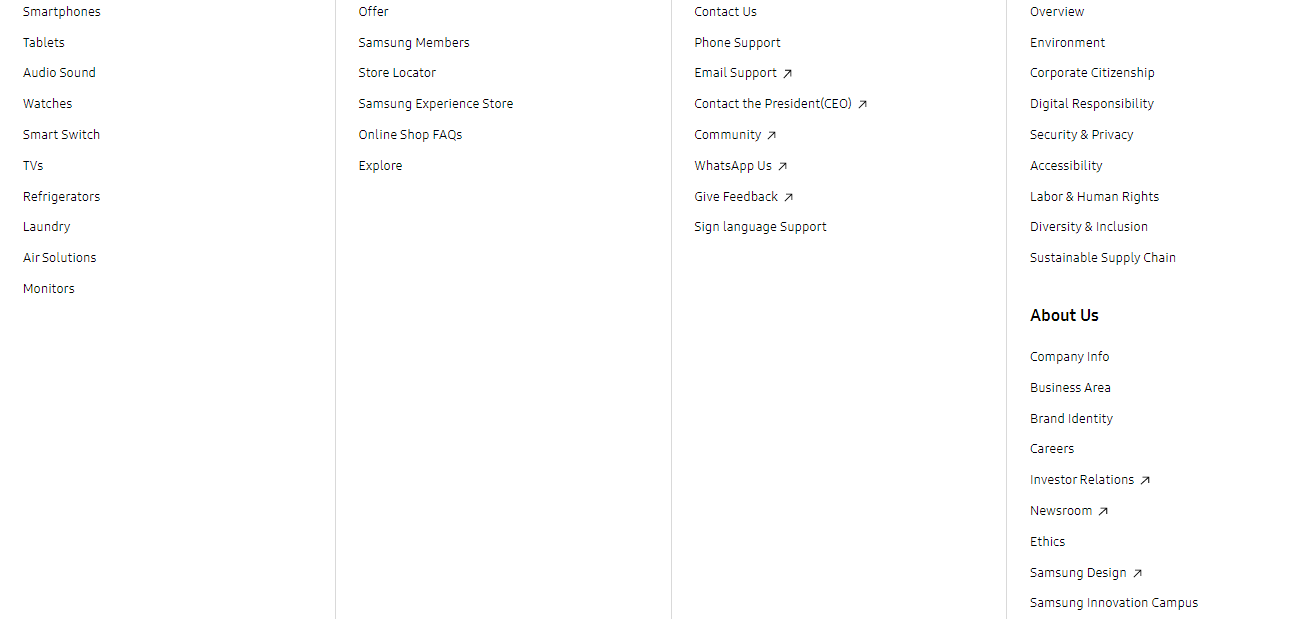 Smartphones
Tablets
Audio Sound
Watches
Smart Switch
TVs
Refrigerators
Laundry
Air Solutions
Monitors
Offer
Samsung Members
Store Locator
Samsung Experience Store
Online Shop FAQs
Explore
Contact Us
Phone Support
Email Support
Contact the President(CEO)
Community
WhatsApp Us
Give Feedback
Sign language Support
Overview
Environment
Corporate Citizenship
Digital Responsibility
Security & Privacy
Accessibility
Labor & Human Rights
Diversity & Inclusion
Sustainable Supply Chain
About Us
Company Info
Business Area
Brand Identity
Careers
Investor Relations
Newsroom
Ethics
Samsung Design
Samsung Innovation Campus